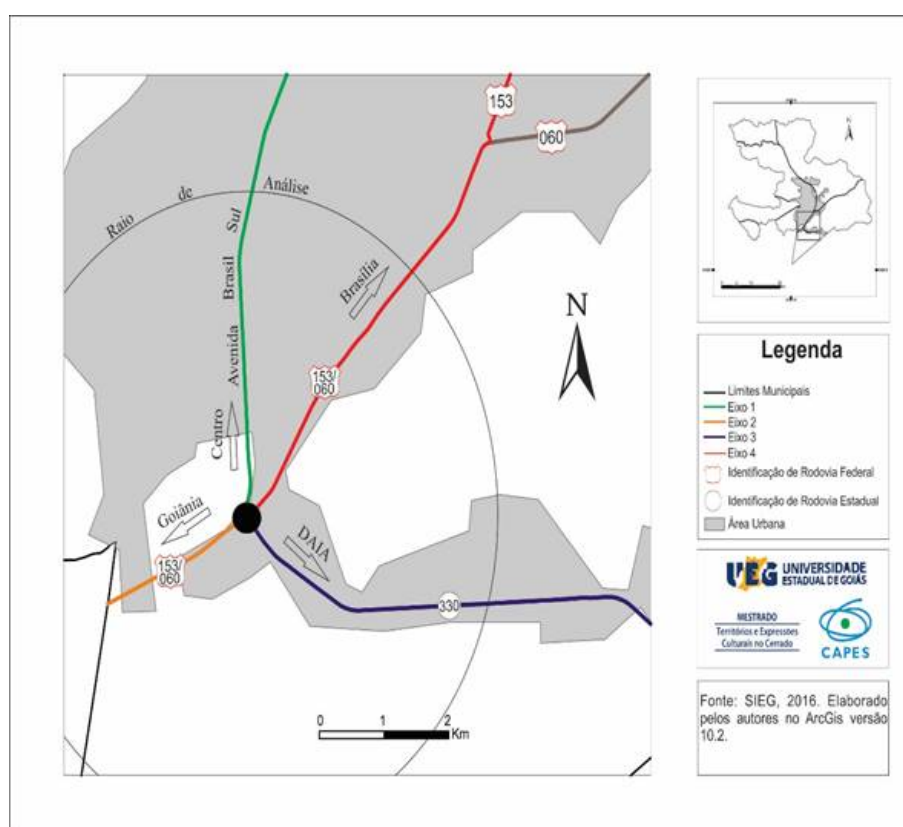 153
060
Raio de Análise
Avenida Brasil Sul
Brasília
N
153/
060
Centro
Goiânia
DAIA
153/
060
330
0 1 2
Km
N
Legenda
Limites Municipais
Eixo 1
Eixo 2
Eixo 3
Eixo 4
Identificação de Rodovia Federal
Identificação de Rodovia Estadual
Área Urbana
UEG UNIVERSIDADE
ESTADUAL DE GOIÁS
MESTRADO
Territórios e Expressões
Culturais no Cerrado
CAPES
Fonte: SIEG, 2016. Elaborado
pelos autores no ArcGis versão
10.2.